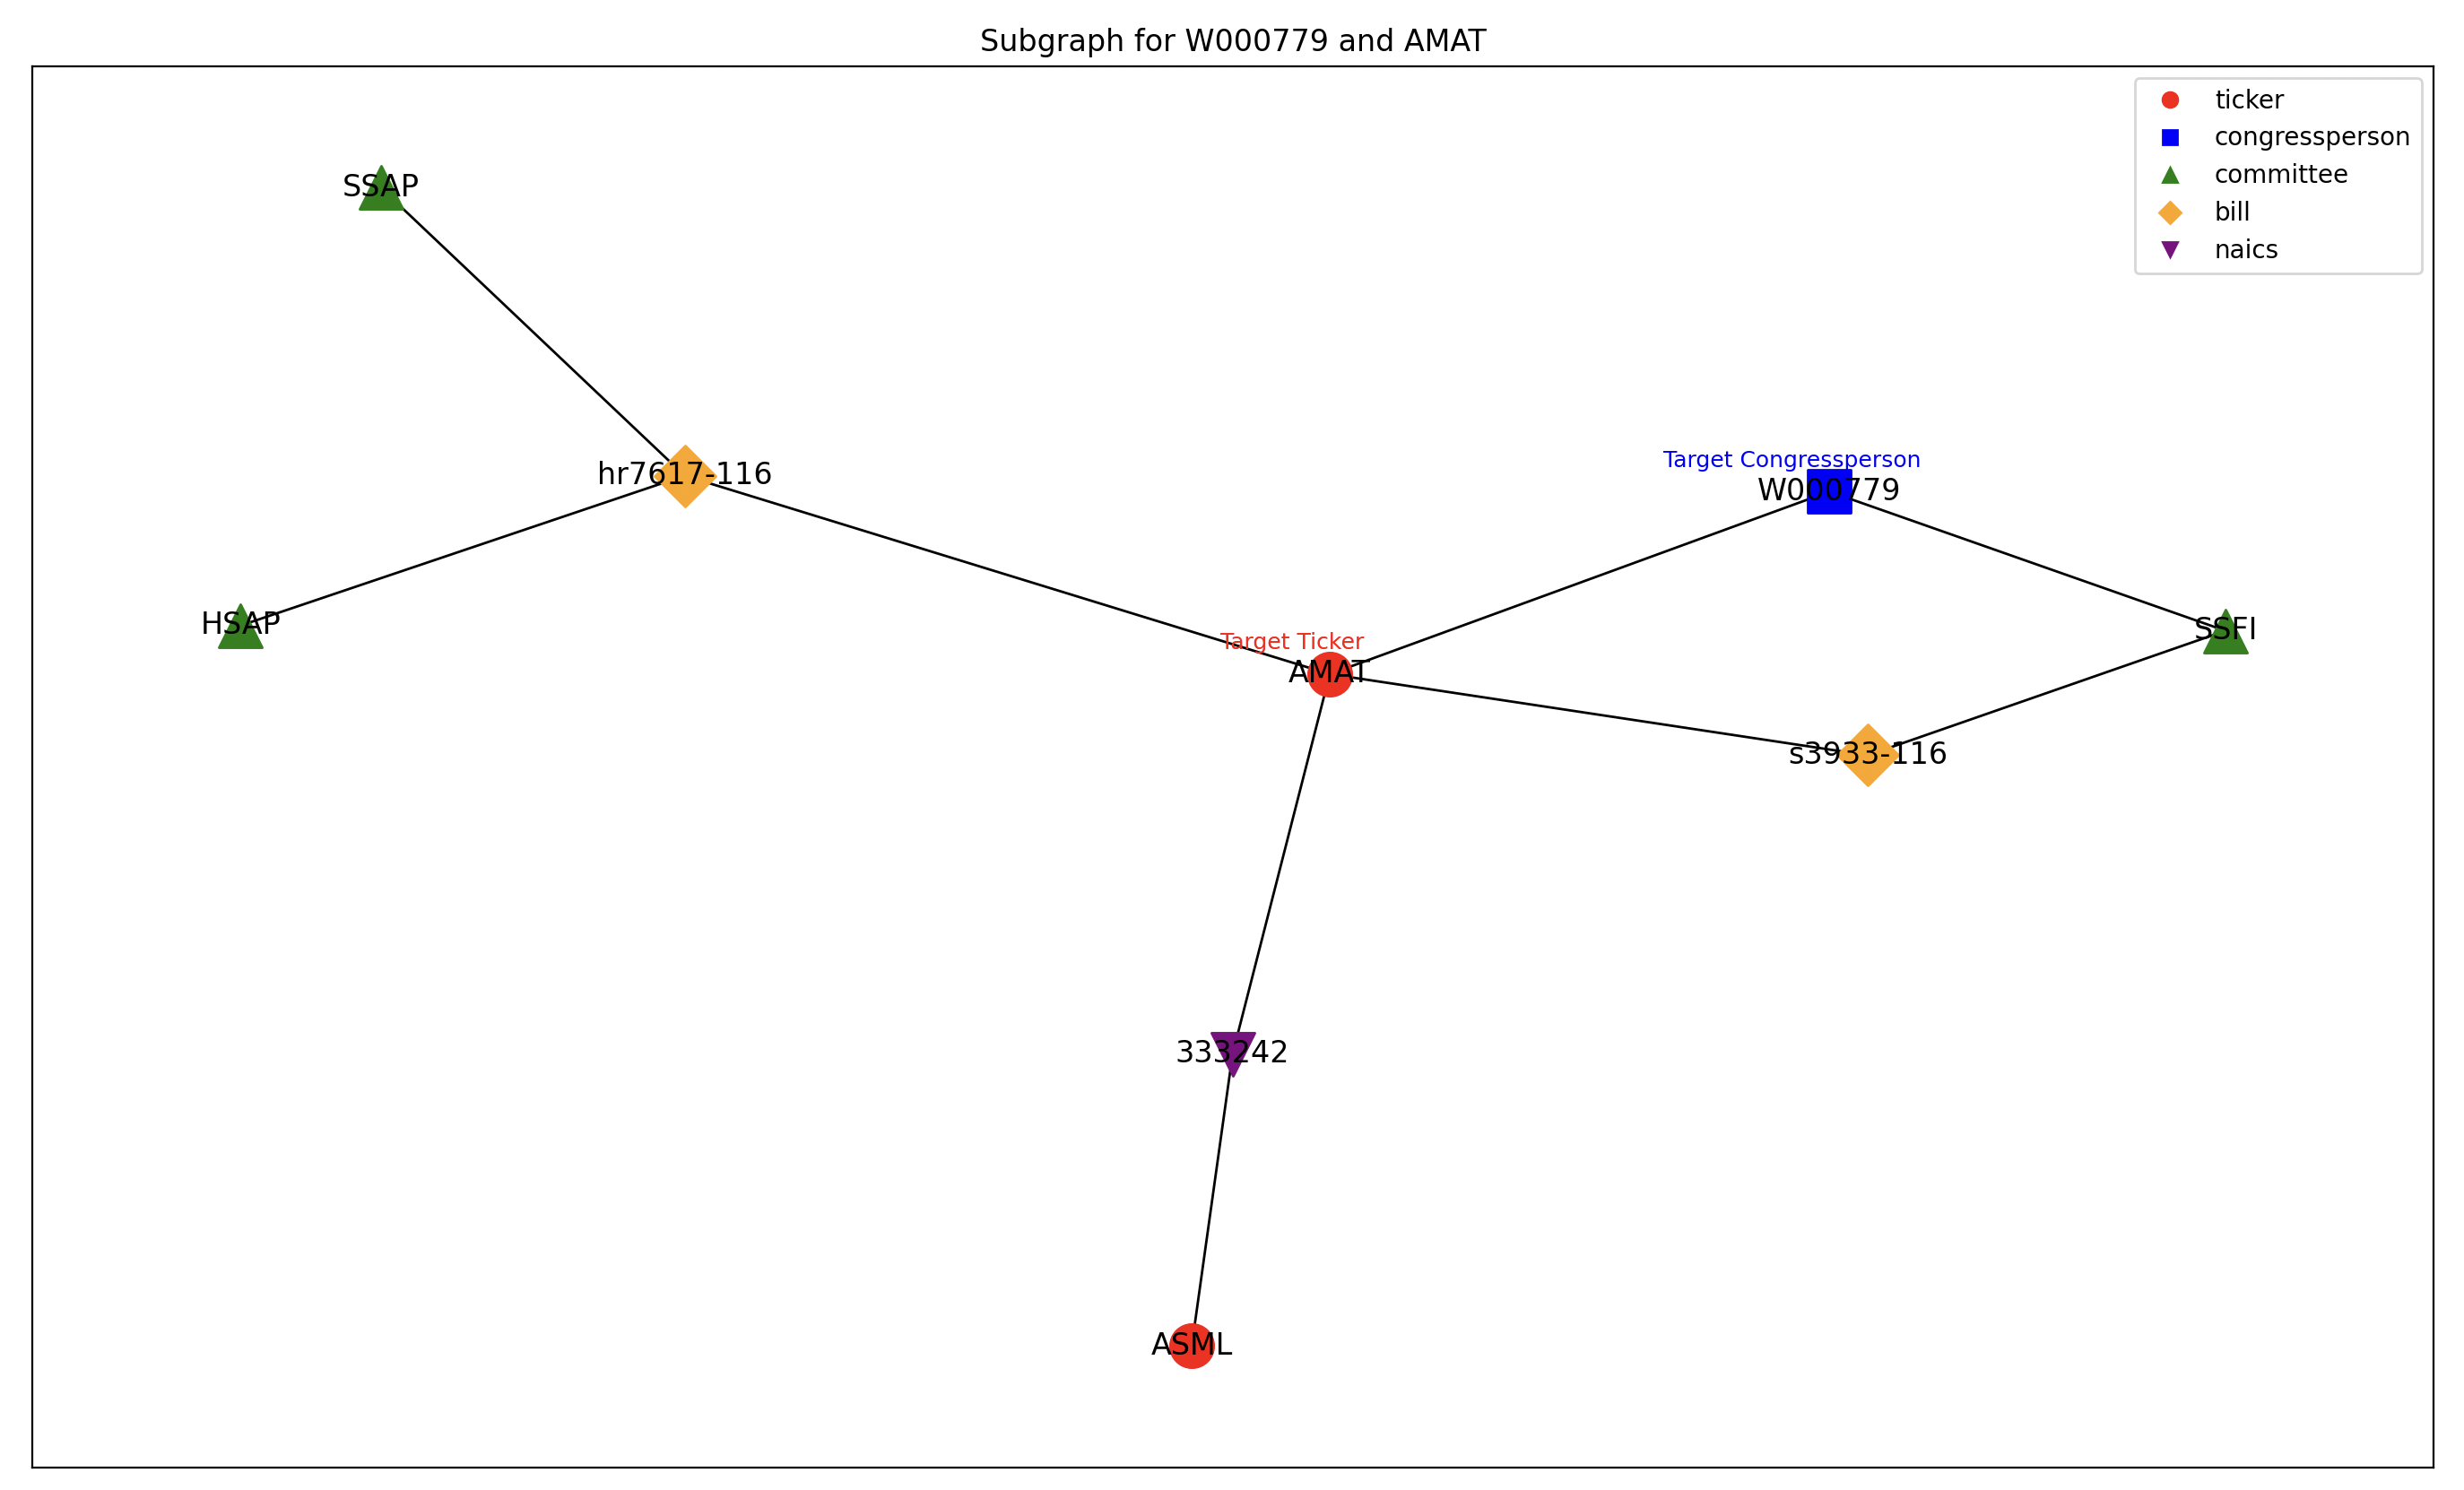 Subgraph for W000779 and AMAT
ticker
congressperson
committee
bill
naics
SSAP
hr7617-116
Target Congressperson
W000779
HSAP
SSFI
Target Ticker
AMAT
s3933-116
333242
ASML